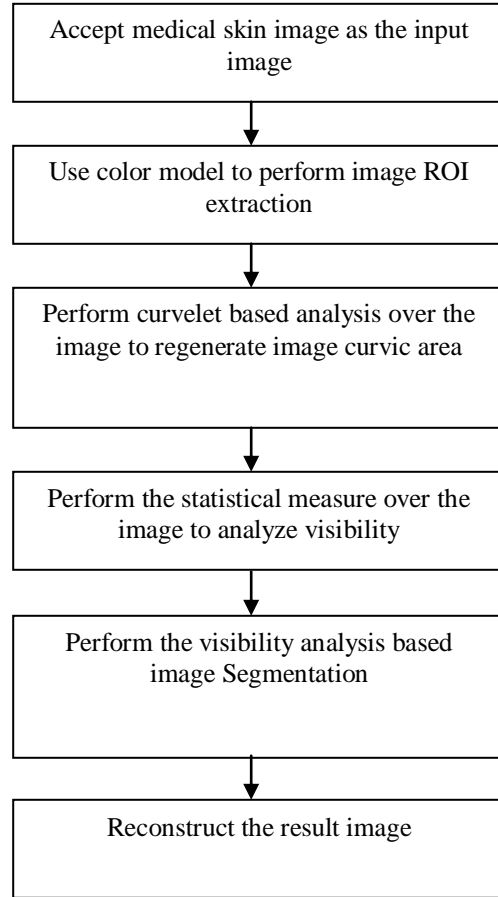 Accept medical skin image as the input
image
Use color model to perform image ROI
extraction
Perform curvelet based analysis over the
image to regenerate image curvic area
Perform the statistical measure over the
image to analyze visibility
Perform the visibility analysis based
image Segmentation
Reconstruct the result image